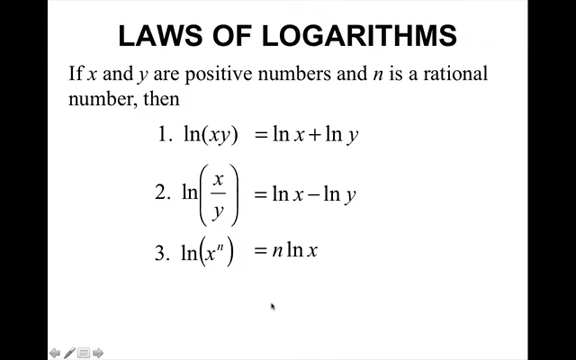 LAWS OF LOGARITHMS
If x and y are positive numbers and n is a rational
number, then
1. ln(xy) = ln x + ln y
2. ln(x/y) = ln x − ln y
3. ln(xⁿ) = n ln x